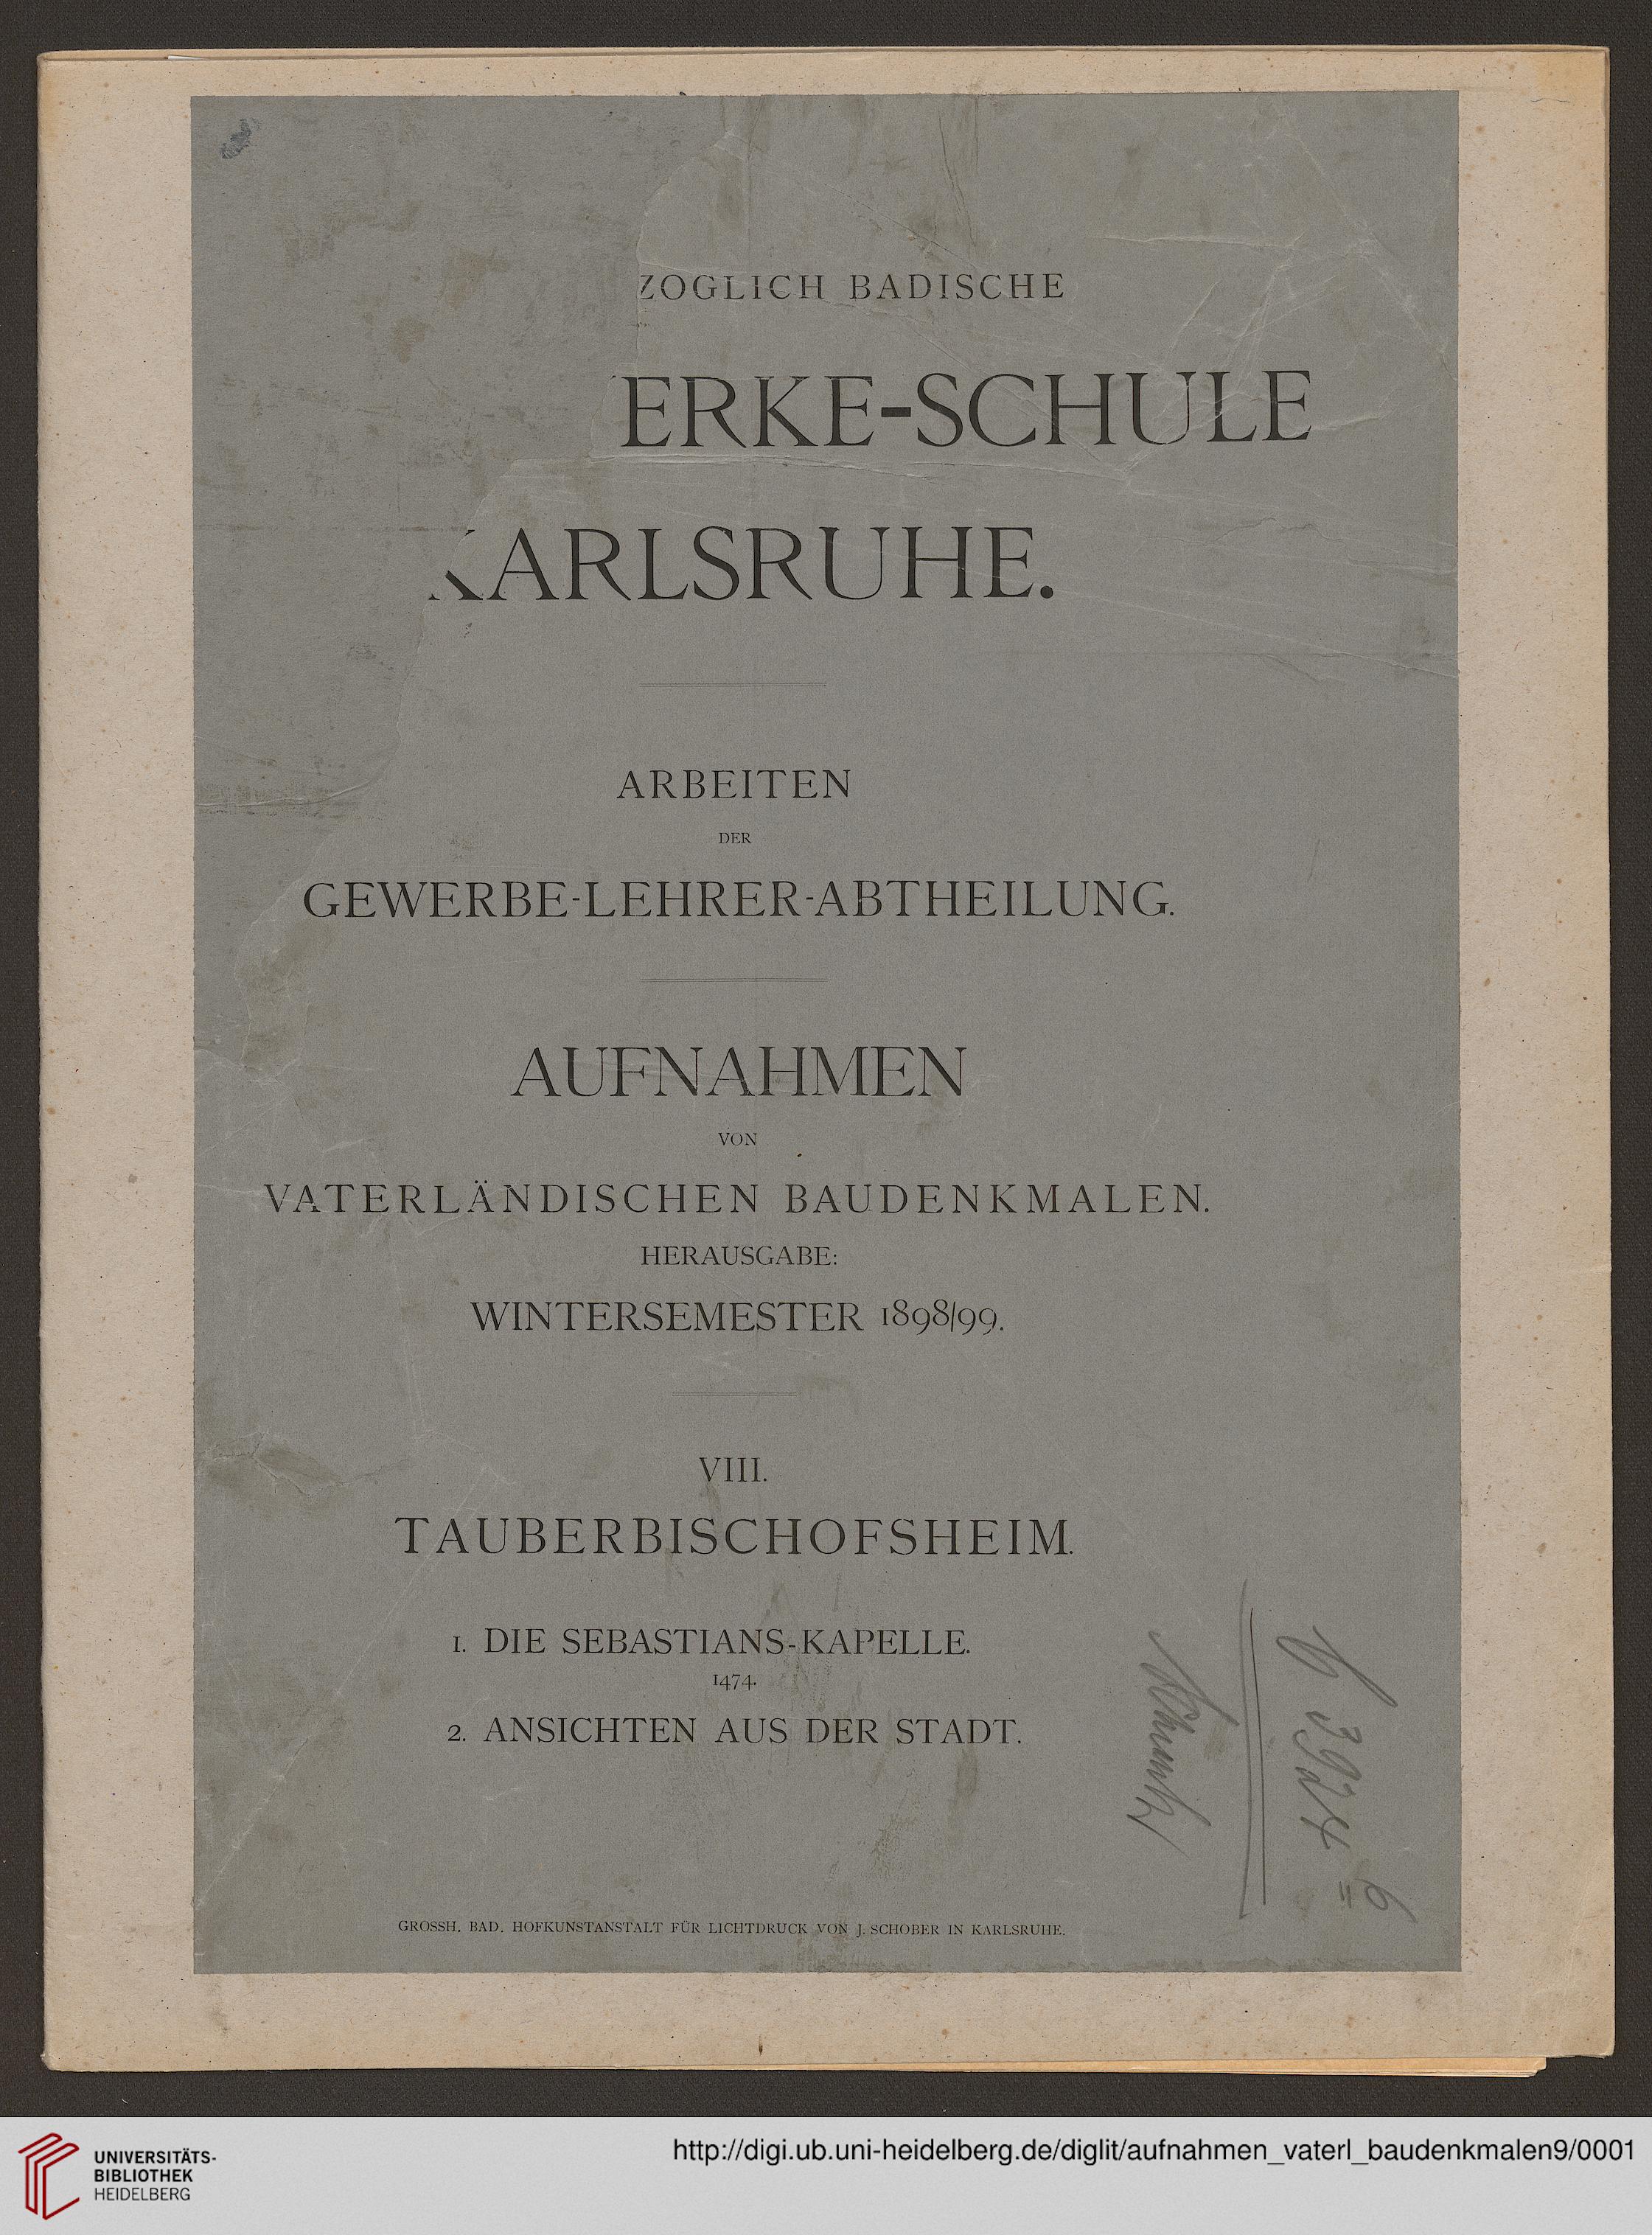 ZOGLICH BADISCHE
ERKE-SCHULE
KARLSRUHE.
ARBEITEN
DER
GEWERBE-LEHRER-ABTHEILUNG.
AUFNAHMEN
VON
VATERLÄNDISCHEN BAUDENKMALEN.
HERAUSGABE:
WINTERSEMESTER 1898/99.
VIII.
TAUBERBISCHOFSHEIM.
1. DIE SEBASTIANS-KAPELLE.
1474.
2. ANSICHTEN AUS DER STADT.
3924
GROSSH. BAD. HOFKUNSTANSTALT FÜR LICHTDRUCK VON J. SCHOBER IN KARLSRUHE.
UNIVERSITÄTS-
BIBLIOTHEK
HEIDELBERG
http://digi.ub.uni-heidelberg.de/diglit/aufnahmen_vaterl_baudenkmalen9/0001